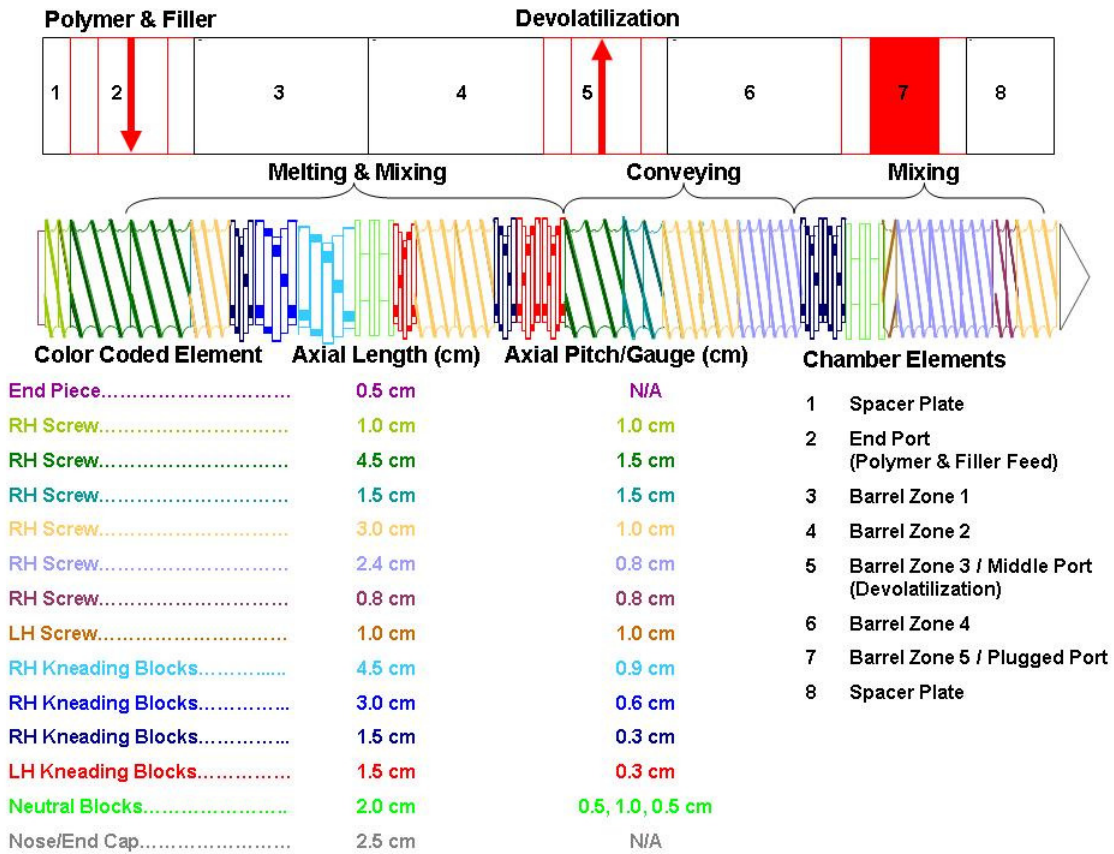 Polymer & Filler Devolatilization
1 2 3 4 5 6 7 8
Melting & Mixing Conveying Mixing
Color Coded Element Axial Length (cm) Axial Pitch/Gauge (cm) Chamber Elements
End Piece………………………… 0.5 cm N/A
RH Screw………………………… 1.0 cm 1.0 cm
RH Screw………………………… 4.5 cm 1.5 cm
RH Screw………………………… 1.5 cm 1.5 cm
RH Screw………………………… 3.0 cm 1.0 cm
RH Screw………………………… 2.4 cm 0.8 cm
RH Screw………………………… 0.8 cm 0.8 cm
LH Screw………………………… 1.0 cm 1.0 cm
RH Kneading Blocks………...... 4.5 cm 0.9 cm
RH Kneading Blocks………….. 3.0 cm 0.6 cm
RH Kneading Blocks………….. 1.5 cm 0.3 cm
LH Kneading Blocks…………… 1.5 cm 0.3 cm
Neutral Blocks………………….. 2.0 cm 0.5, 1.0, 0.5 cm
Nose/End Cap…………………… 2.5 cm N/A
1 Spacer Plate
2 End Port
(Polymer & Filler Feed)
3 Barrel Zone 1
4 Barrel Zone 2
5 Barrel Zone 3 / Middle Port
(Devolatilization)
6 Barrel Zone 4
7 Barrel Zone 5 / Plugged Port
8 Spacer Plate